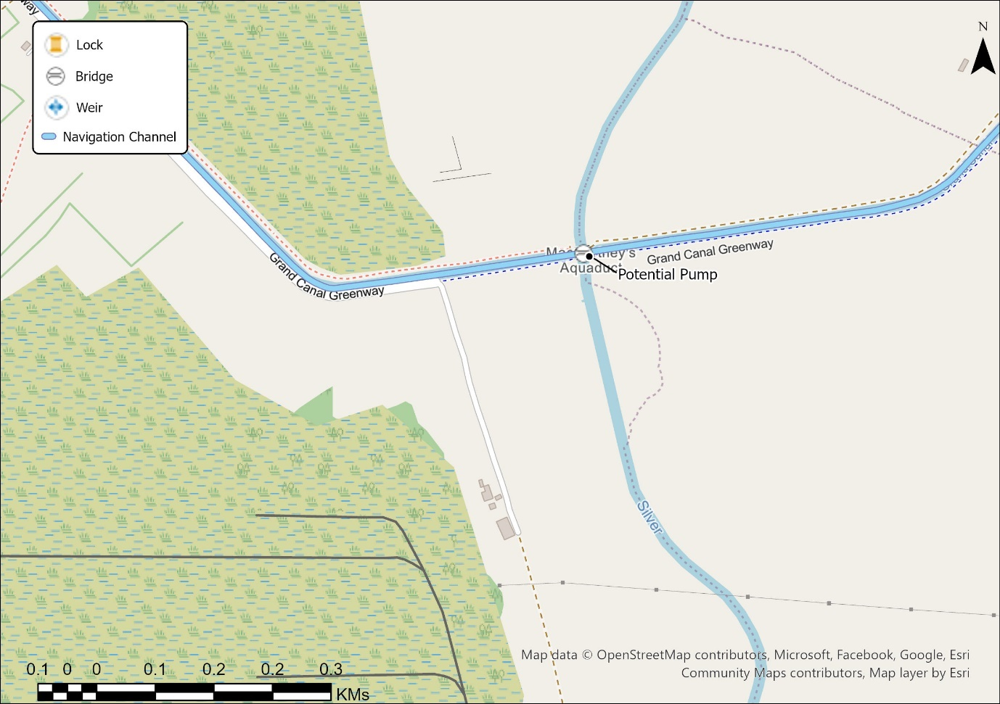 way
N
Lock
Bridge
Weir
Navigation Channel
Grand Canal Greenway
Aquaduct
Grand Canal Greenway
Potential Pump
Silver
Map data © OpenStreetMap contributors, Microsoft, Facebook, Google, Esri
Community Maps contributors, Map layer by Esri
0.1 0 0 0.1 0.2 0.2 0.3
KMs